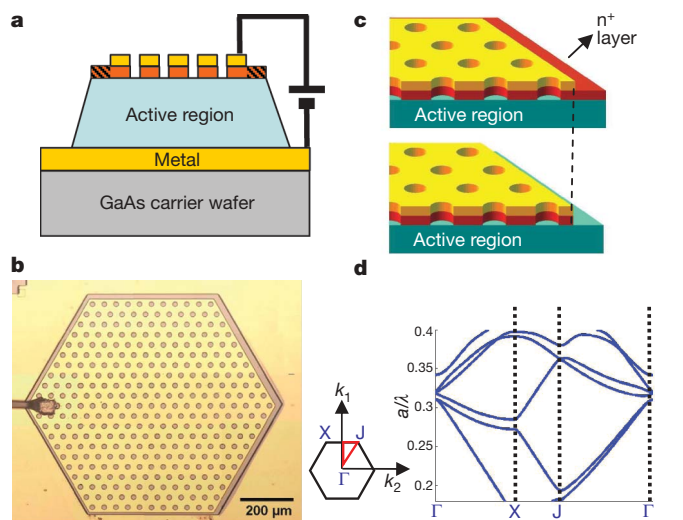 a
Active region
Metal
GaAs carrier wafer
b
200 μm
c
n⁺
layer
Active region
Active region
k₁
X
J
Γ
k₂
d
a/λ
0.4
0.35
0.3
0.25
0.2
Γ
X
J
Γ